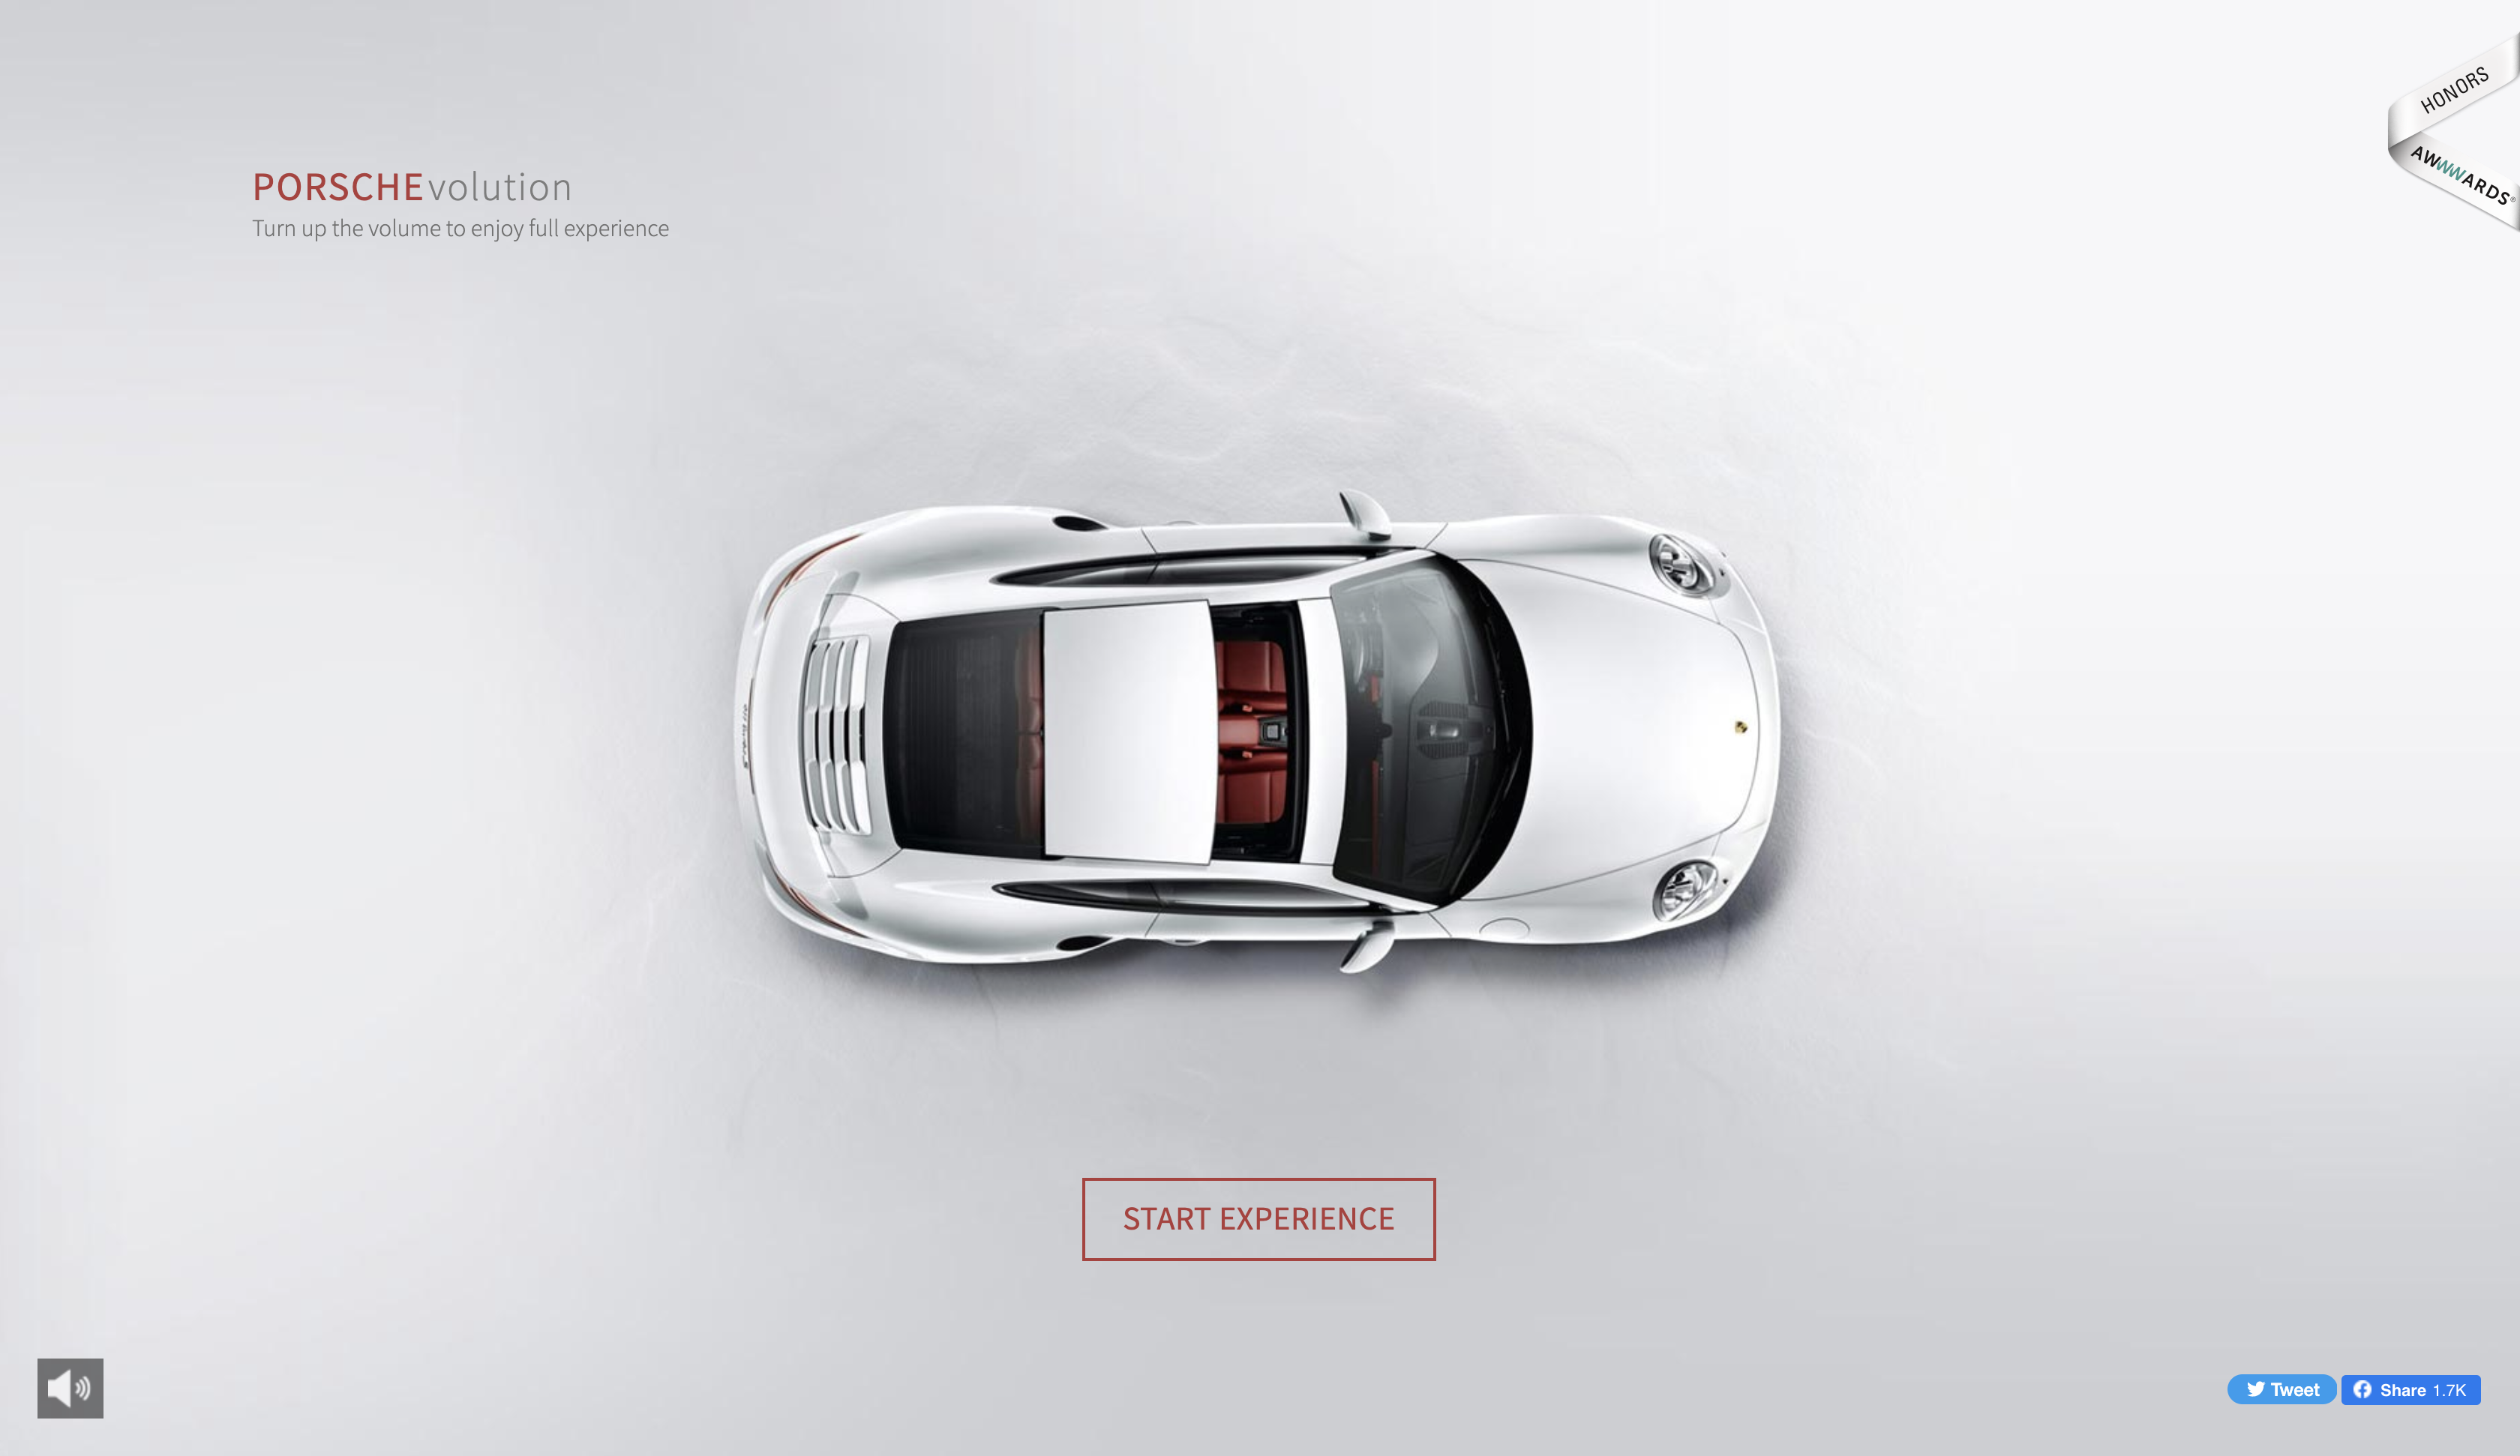 HONORS
AWWWARDS®
PORSCHEvolution
Turn up the volume to enjoy full experience
START EXPERIENCE
Tweet
Share 1.7K